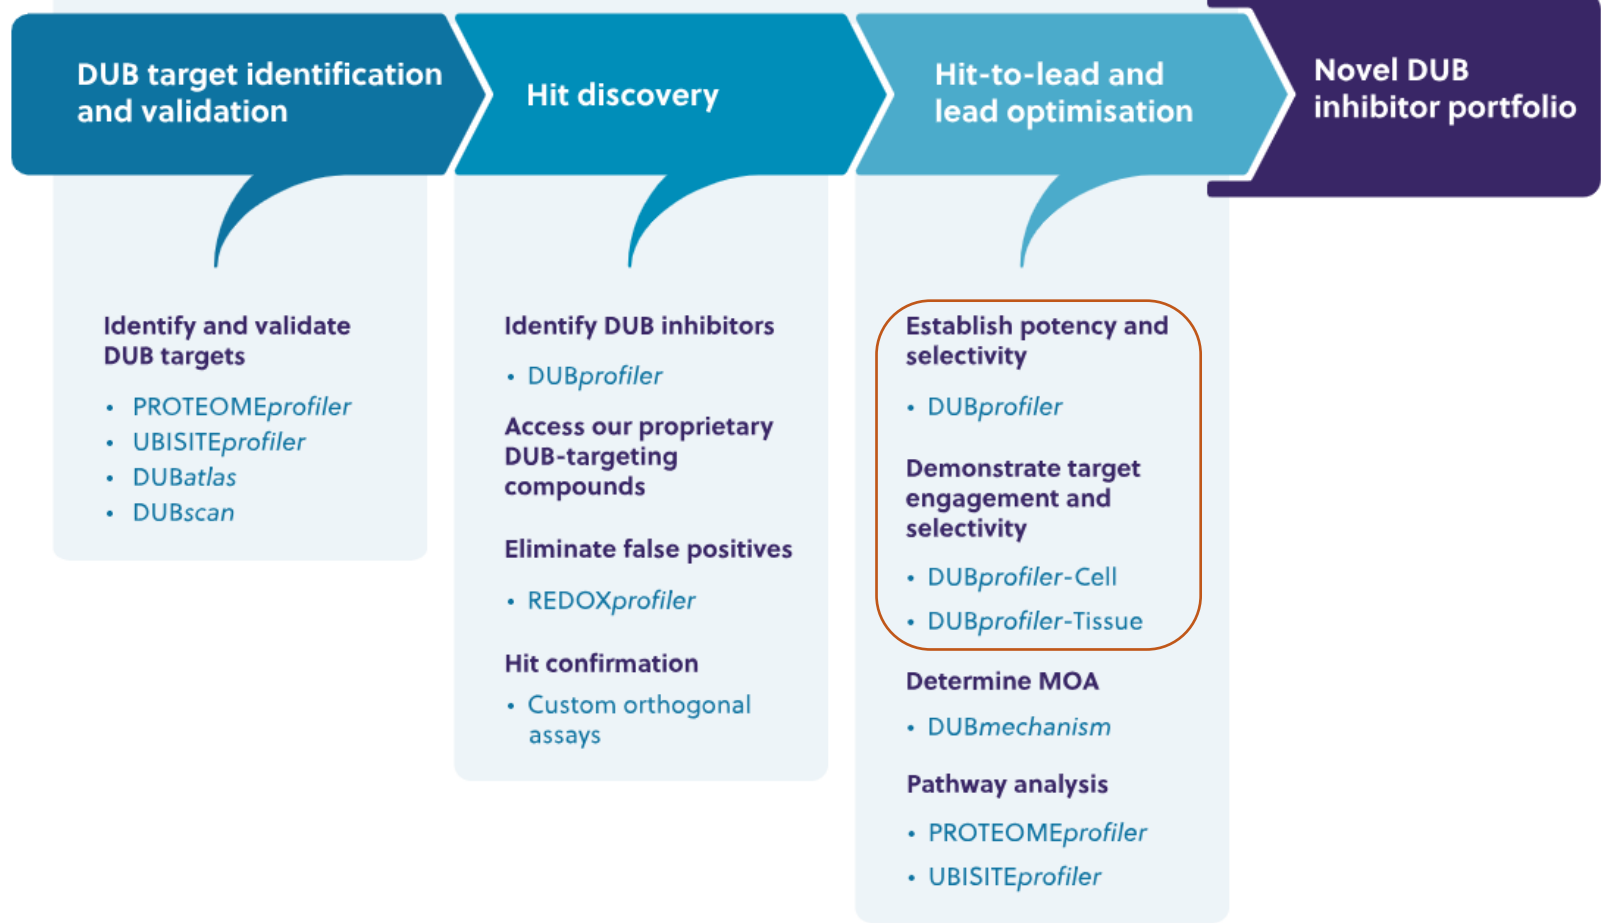 DUB target identification
and validation
Hit discovery
Hit-to-lead and
lead optimisation
Novel DUB
inhibitor portfolio
Identify and validate
DUB targets
• PROTEOMEprofiler
• UBISITEprofiler
• DUBatlas
• DUBscan
Identify DUB inhibitors
• DUBprofiler
Access our proprietary
DUB-targeting
compounds
Eliminate false positives
• REDOXprofiler
Hit confirmation
• Custom orthogonal
assays
Establish potency and
selectivity
• DUBprofiler
Demonstrate target
engagement and
selectivity
• DUBprofiler-Cell
• DUBprofiler-Tissue
Determine MOA
• DUBmechanism
Pathway analysis
• PROTEOMEprofiler
• UBISITEprofiler